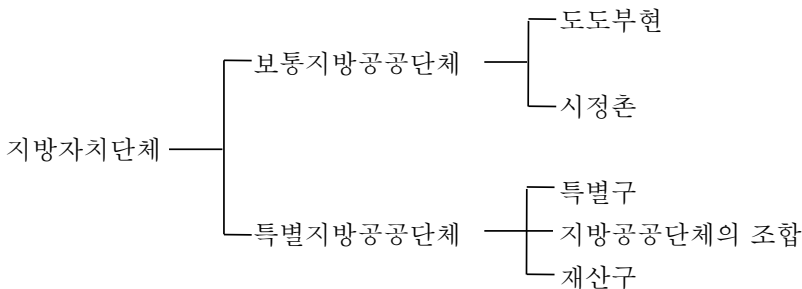 도도부현
보통지방공공단체
시정촌
지방자치단체
특별구
특별지방공공단체
지방공공단체의 조합
재산구